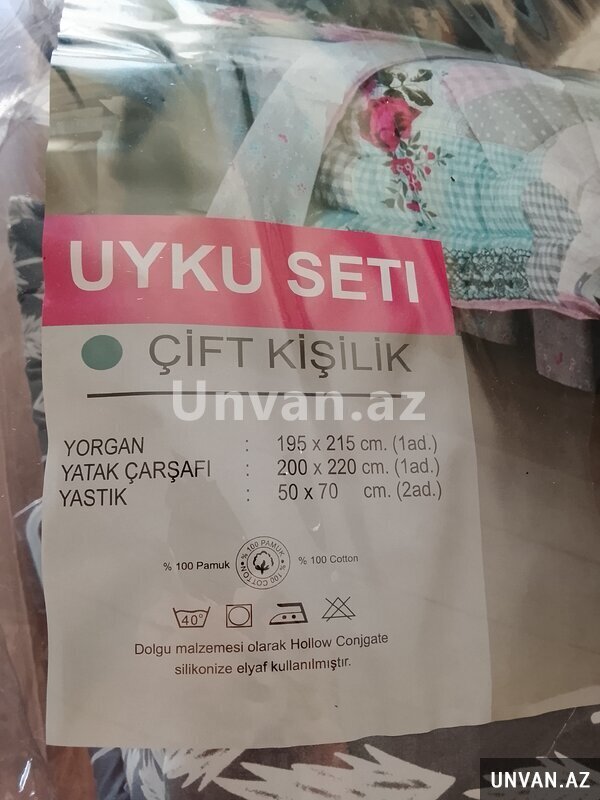 UYKU SETI
ÇİFT KİŞİLİK
Unvan.az
YORGAN : 195 x 215 cm. (1ad.)
YATAK ÇARŞAFI : 200 x 220 cm. (1ad.)
YASTIK : 50 x 70 cm. (2ad.)
% 100 Pamuk
% 100 PAMUK
% 100 COTTON
% 100 Cotton
40°
Dolgu malzemesi olarak Hollow Conjgate
silikonize elyaf kullanılmıştır.
UNVAN.AZ